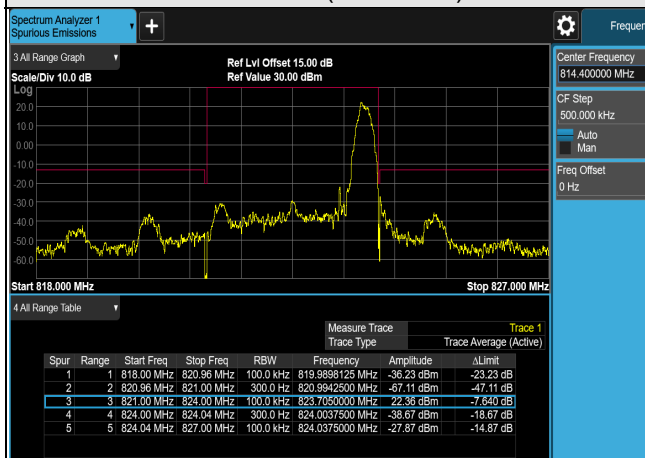 Spectrum Analyzer 1
Spurious Emissions
+
Frequen
3 All Range Graph
Ref Lvl Offset 15.00 dB
Scale/Div 10.0 dB
Ref Value 30.00 dBm
Log
20.0
10.0
0.00
-10.0
-20.0
-30.0
-40.0
-50.0
-60.0
Start 818.000 MHz
Stop 827.000 MHz
Center Frequency
814.400000 MHz
CF Step
500.000 kHz
Auto
Man
Freq Offset
0 Hz
4 All Range Table
Measure Trace Trace 1
Trace Type Trace Average (Active)
Spur Range Start Freq Stop Freq RBW Frequency Amplitude ΔLimit
1 1 818.00 MHz 820.96 MHz 100.0 kHz 819.9898125 MHz -36.23 dBm -23.23 dB
2 2 820.96 MHz 821.00 MHz 300.0 Hz 820.9942500 MHz -67.11 dBm -47.11 dB
3 3 821.00 MHz 824.00 MHz 100.0 kHz 823.7050000 MHz 22.36 dBm -7.640 dB
4 4 824.00 MHz 824.04 MHz 300.0 Hz 824.0037500 MHz -38.67 dBm -18.67 dB
5 5 824.04 MHz 827.00 MHz 100.0 kHz 824.0375000 MHz -27.87 dBm -14.87 dB